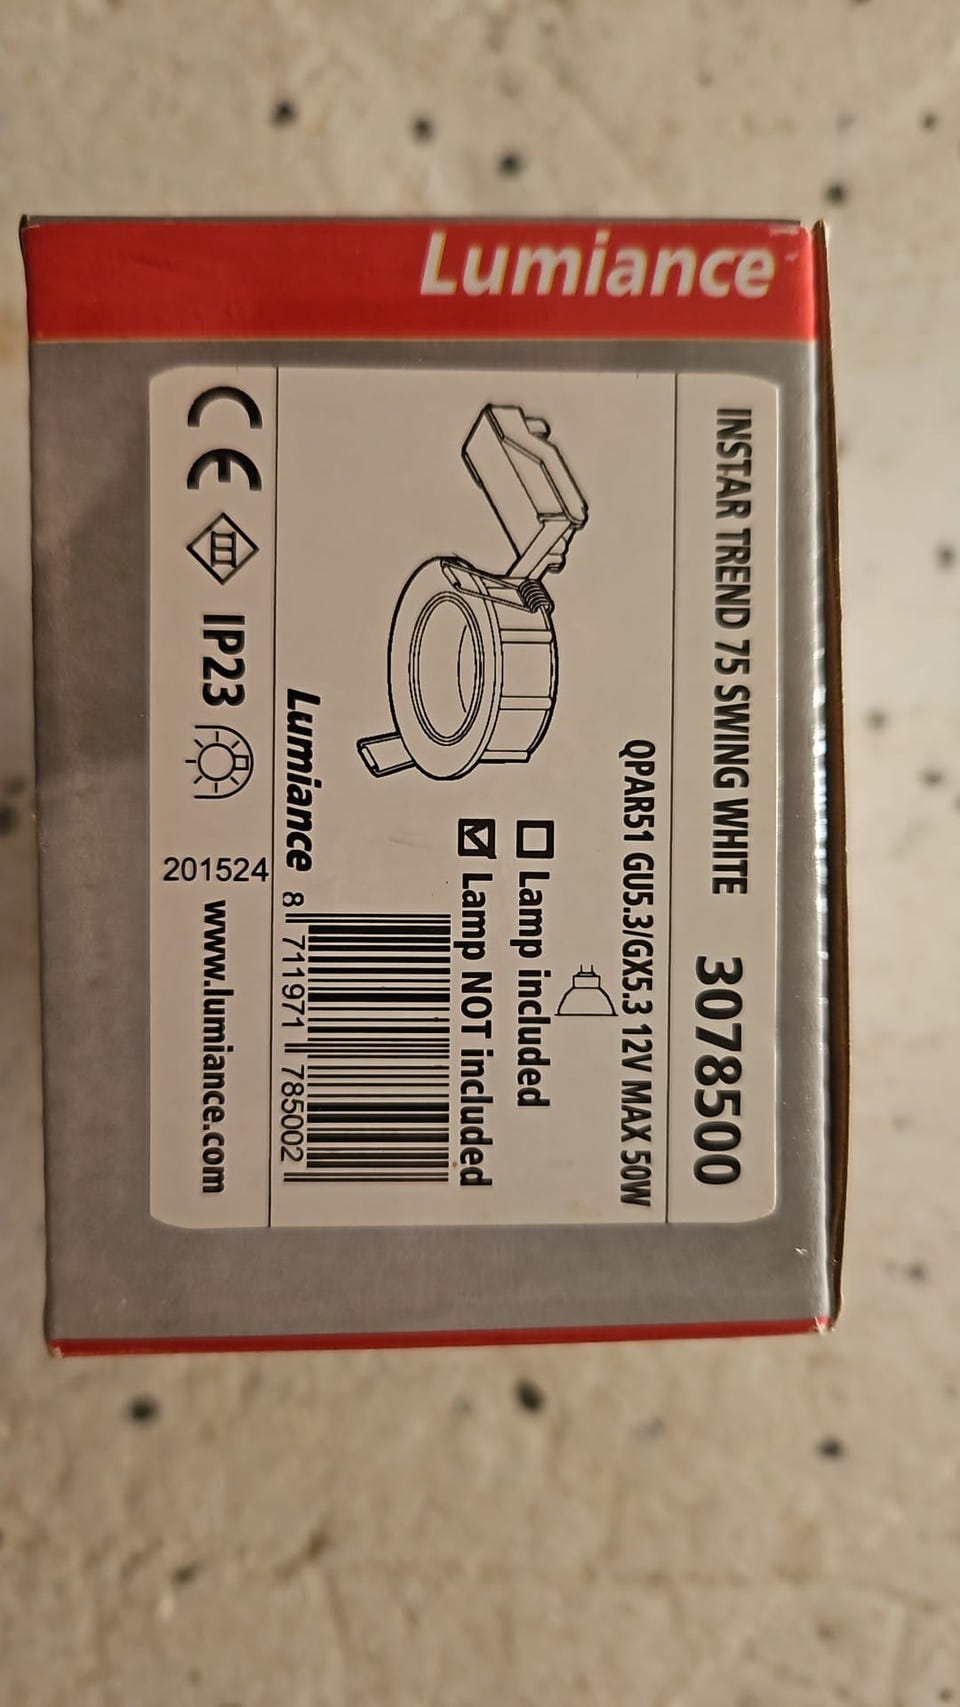 Lumiance
INSTAR TREND 75 SWING WHITE 3078500
QPAR51 GU5.3/GX5.3 12V MAX 50W
Lamp included
Lamp NOT included
Lumiance
8 711971 785002
CE III IP23 201524 www.lumiance.com